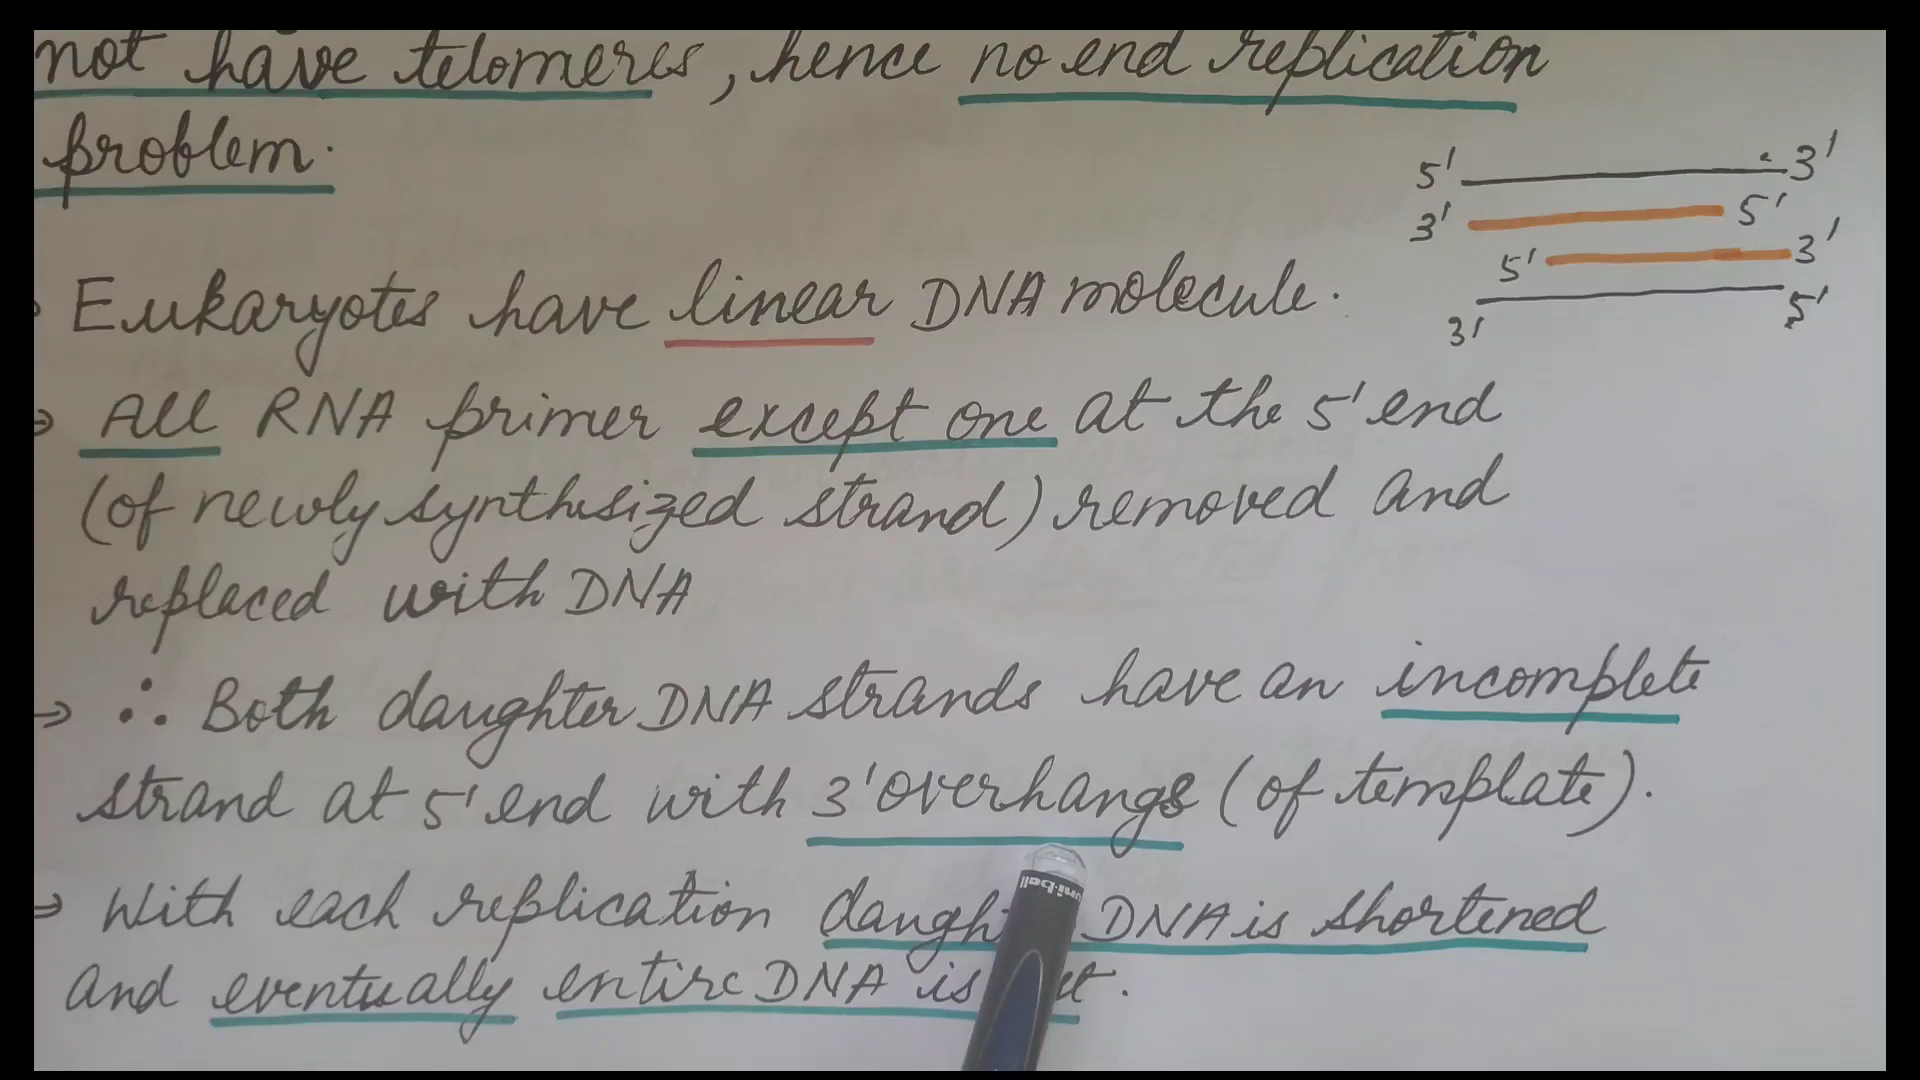 not have telomeres, hence no end replication
problem.
5' 3'
3' 5'
5' 3'
3' 5'
Eukaryotes have linear DNA molecule.
→ All RNA primer except one at the 5' end
(of newly synthesized strand) removed and
replaced with DNA
→ ∴ Both daughter DNA strands have an incomplete
strand at 5' end with 3' overhangs (of template).
→ With each replication DNA is shortened
and eventually entire DNA is
uni-ball